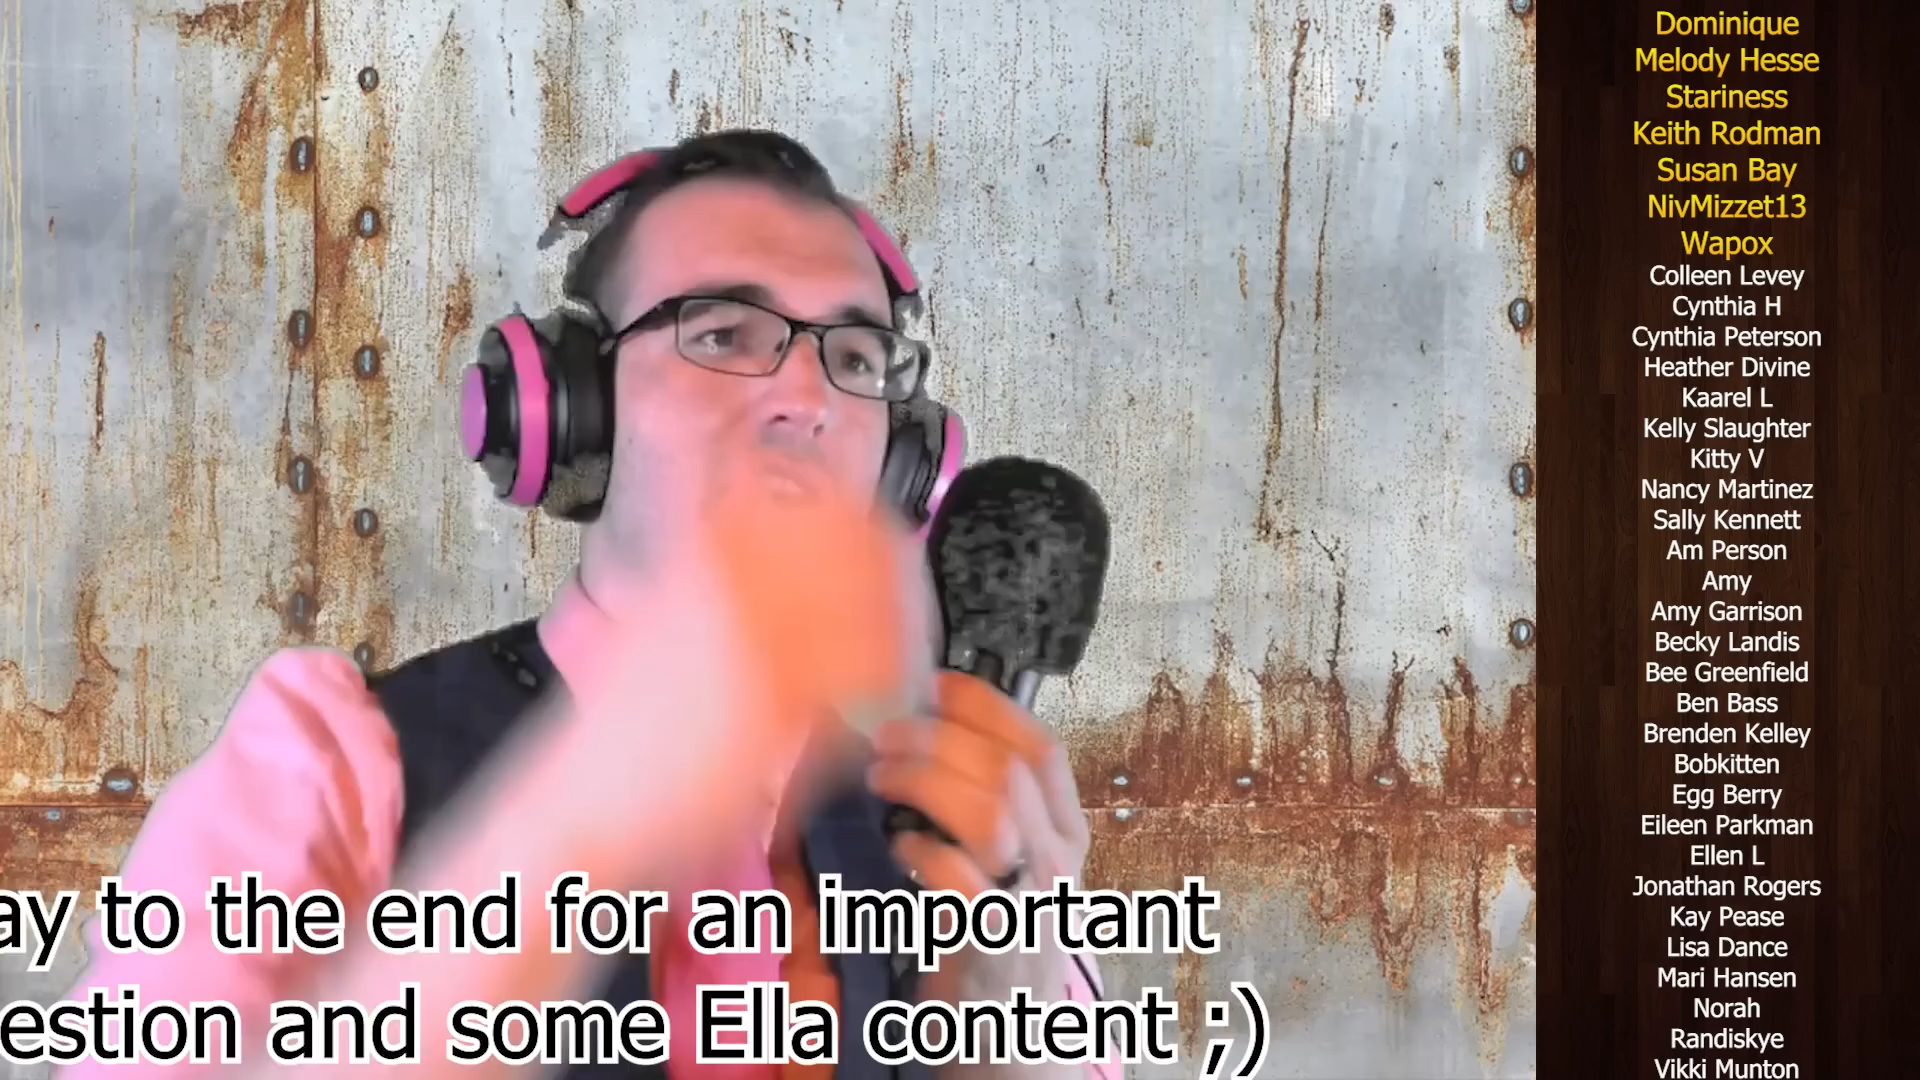 ay to the end for an important
estion and some Ella content ;)
Dominique
Melody Hesse
Stariness
Keith Rodman
Susan Bay
NivMizzet13
Wapox
Colleen Levey
Cynthia H
Cynthia Peterson
Heather Divine
Kaarel L
Kelly Slaughter
Kitty V
Nancy Martinez
Sally Kennett
Am Person
Amy
Amy Garrison
Becky Landis
Bee Greenfield
Ben Bass
Brenden Kelley
Bobkitten
Egg Berry
Eileen Parkman
Ellen L
Jonathan Rogers
Kay Pease
Lisa Dance
Mari Hansen
Norah
Randiskye
Vikki Munton